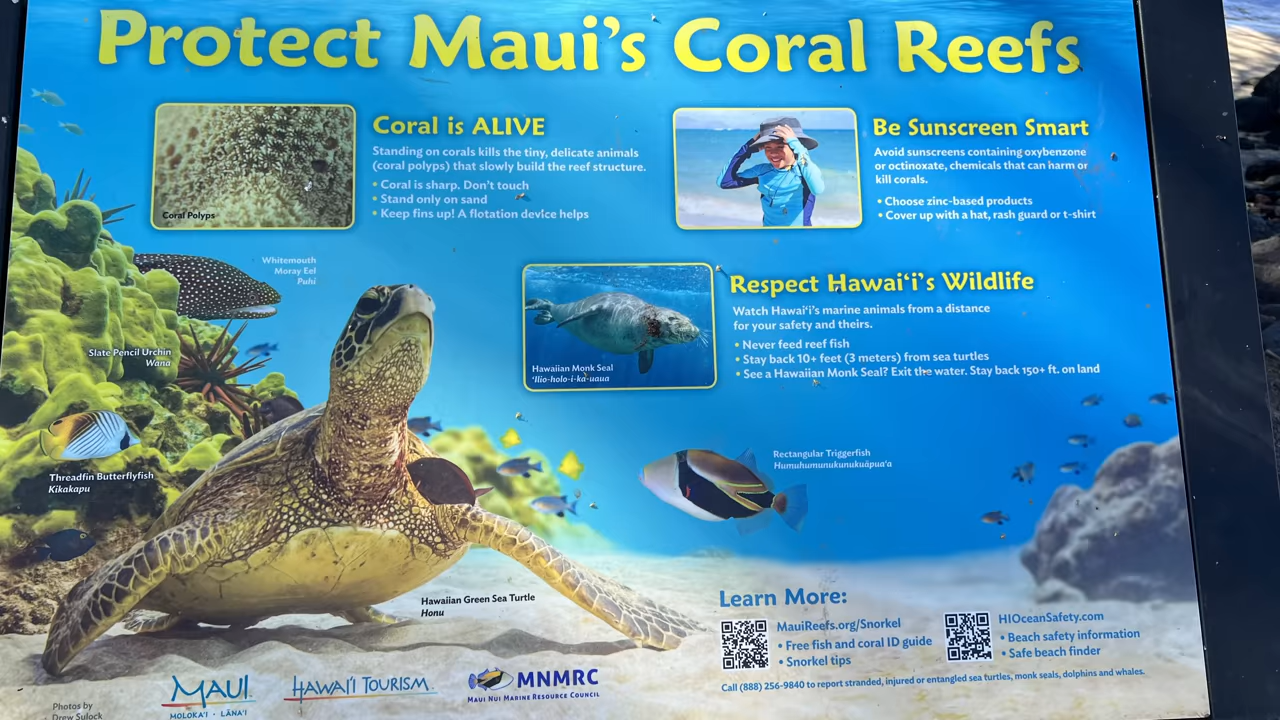 Protect Maui's Coral Reefs
Coral Polyps
Coral is ALIVE
Standing on corals kills the tiny, delicate animals
(coral polyps) that slowly build the reef structure.
• Coral is sharp. Don't touch
• Stand only on sand
• Keep fins up! A flotation device helps
Be Sunscreen Smart
Avoid sunscreens containing oxybenzone
or octinoxate, chemicals that can harm or
kill corals.
• Choose zinc-based products
• Cover up with a hat, rash guard or t-shirt
Whitemouth
Moray Eel
Puhi
Hawaiian Monk Seal
ʻIlio-holo-i-ka-uaua
Respect Hawaiʻi's Wildlife
Watch Hawaiʻi's marine animals from a distance
for your safety and theirs.
• Never feed reef fish
• Stay back 10+ feet (3 meters) from sea turtles
• See a Hawaiian Monk Seal? Exit the water. Stay back 150+ ft. on land
Slate Pencil Urchin
Wana
Threadfin Butterflyfish
Kikakapu
Rectangular Triggerfish
Humuhumunukunukuāpuaʻa
Hawaiian Green Sea Turtle
Honu
Learn More:
MauiReefs.org/Snorkel
• Free fish and coral ID guide
• Snorkel tips
HIOceanSafety.com
• Beach safety information
• Safe beach finder
Call (888) 256-9840 to report stranded, injured or entangled sea turtles, monk seals, dolphins and whales.
Photos by
Drew Sulock
MAUI
MOLOKAʻI • LĀNAʻI
HAWAIʻI TOURISM
MNMRC
MAUI NUI MARINE RESOURCE COUNCIL